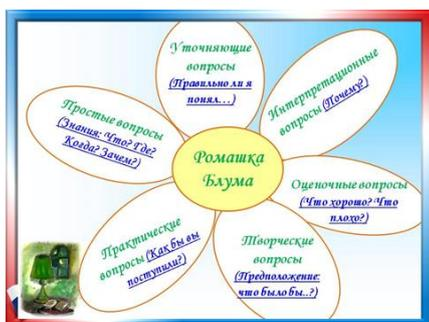 Уточняющие
вопросы
(Правильно ли я
понял…)
Интерпретационные
вопросы (Почему?)
Простые вопросы
(Знания: Что? Где?
Когда? Зачем?)
Ромашка
Блума
Оценочные вопросы
(Что хорошо? Что
плохо?)
Практические
вопросы (Как бы вы
поступили?)
Творческие
вопросы
(Предположение:
что было бы..?)